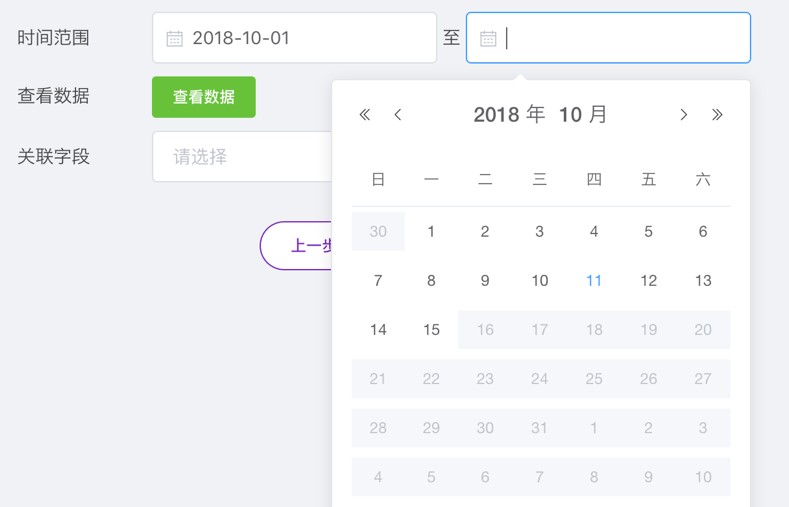 时间范围 2018-10-01 至
查看数据 查看数据
关联字段 请选择
上一步
2018 年 10 月
日 一 二 三 四 五 六
30 1 2 3 4 5 6
7 8 9 10 11 12 13
14 15 16 17 18 19 20
21 22 23 24 25 26 27
28 29 30 31 1 2 3
4 5 6 7 8 9 10